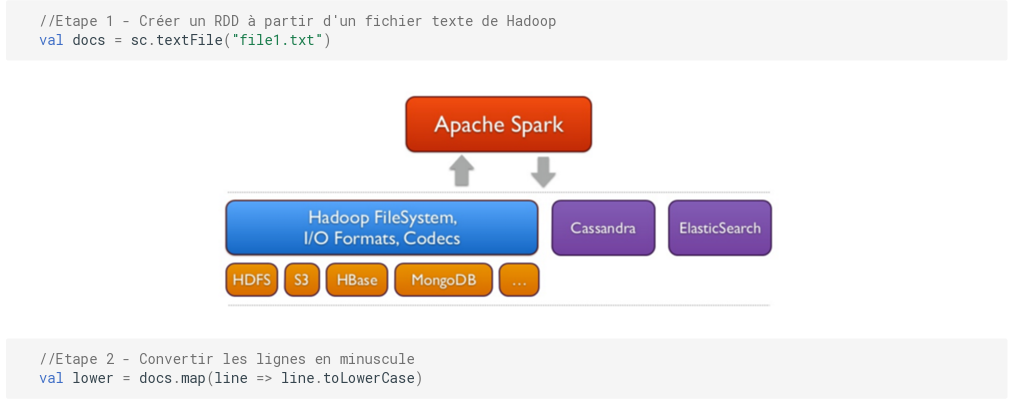 //Etape 1 - Créer un RDD à partir d'un fichier texte de Hadoop
val docs = sc.textFile("file1.txt")
Apache Spark
Hadoop FileSystem,
I/O Formats, Codecs
Cassandra
ElasticSearch
HDFS
S3
HBase
MongoDB
...
//Etape 2 - Convertir les lignes en minuscule
val lower = docs.map(line => line.toLowerCase)